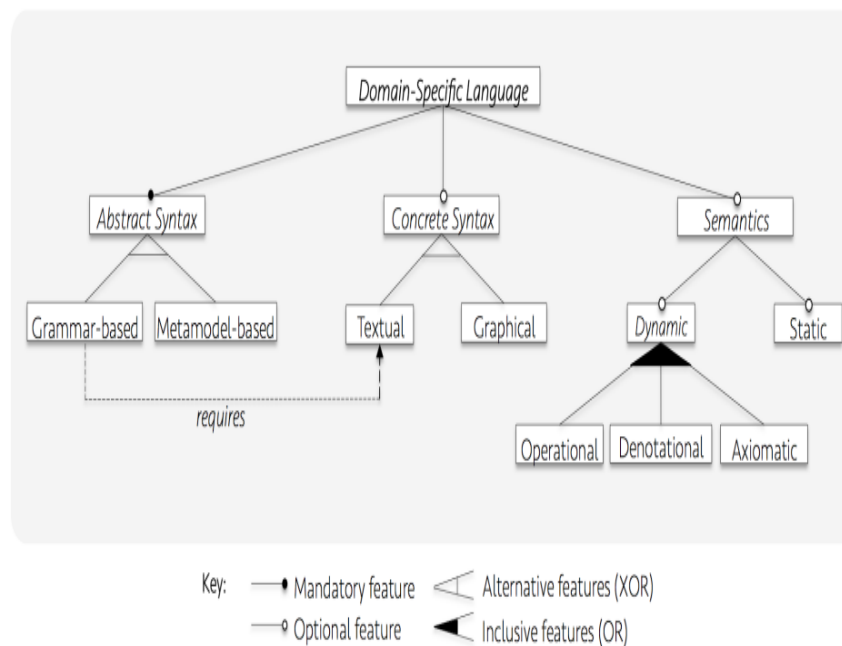 Domain-Specific Language
Abstract Syntax
Concrete Syntax
Semantics
Grammar-based
Metamodel-based
Textual
Graphical
Dynamic
Static
requires
Operational
Denotational
Axiomatic
Key:
Mandatory feature
Alternative features (XOR)
Optional feature
Inclusive features (OR)